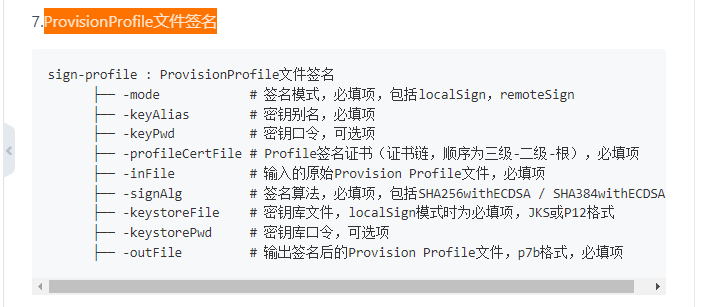 7.ProvisionProfile文件签名
sign-profile : ProvisionProfile文件签名
├── -mode # 签名模式，必填项，包括localSign，remoteSign
├── -keyAlias # 密钥别名，必填项
├── -keyPwd # 密钥口令，可选项
├── -profileCertFile # Profile签名证书（证书链，顺序为三级-二级-根），必填项
├── -inFile # 输入的原始Provision Profile文件，必填项
├── -signAlg # 签名算法，必填项，包括SHA256withECDSA / SHA384withECDSA
├── -keystoreFile # 密钥库文件，localSign模式时为必填项，JKS或P12格式
├── -keystorePwd # 密钥库口令，可选项
├── -outFile # 输出签名后的Provision Profile文件，p7b格式，必填项